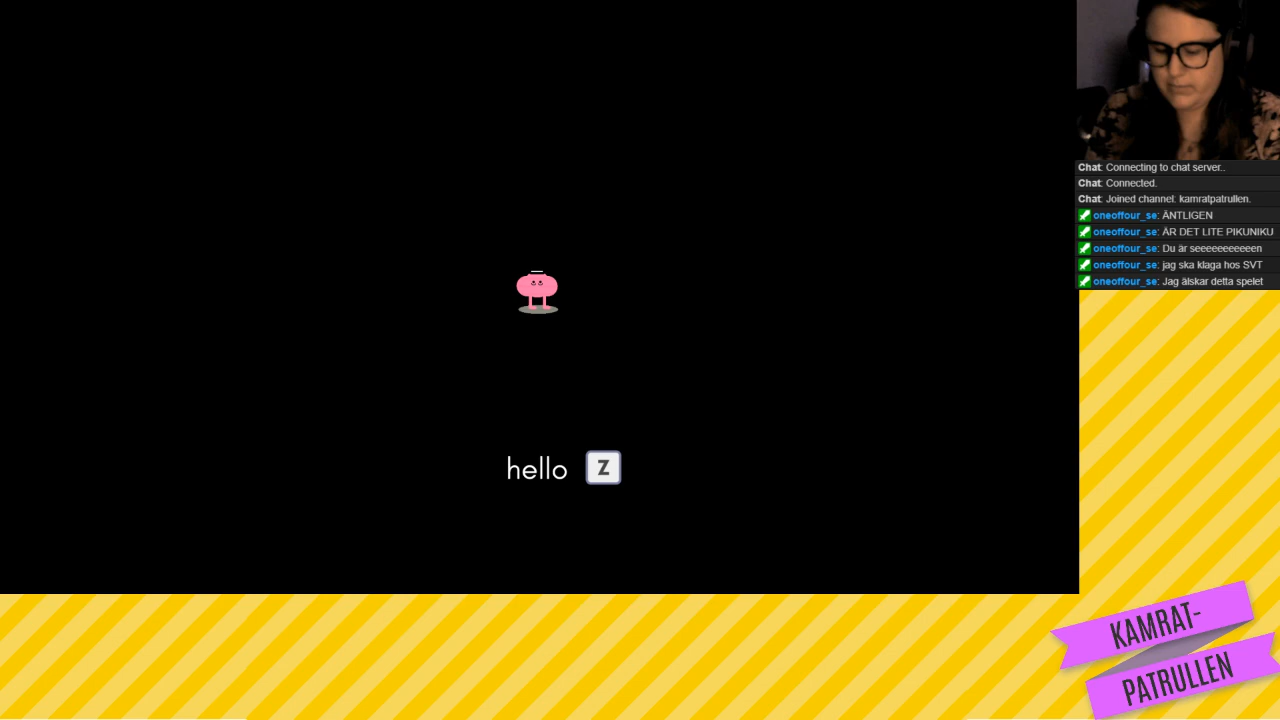 Chat: Connecting to chat server..
Chat: Connected.
Chat: Joined channel: kamratpatrullen.
oneoffour_se: ÄNTLIGEN
oneoffour_se: ÄR DET LITE PIKUNIKU
oneoffour_se: Du är seeeeeeeeeeen
oneoffour_se: jag ska klaga hos SVT
oneoffour_se: Jag älskar detta spelet
hello Z
KAMRAT-
PATRULLEN